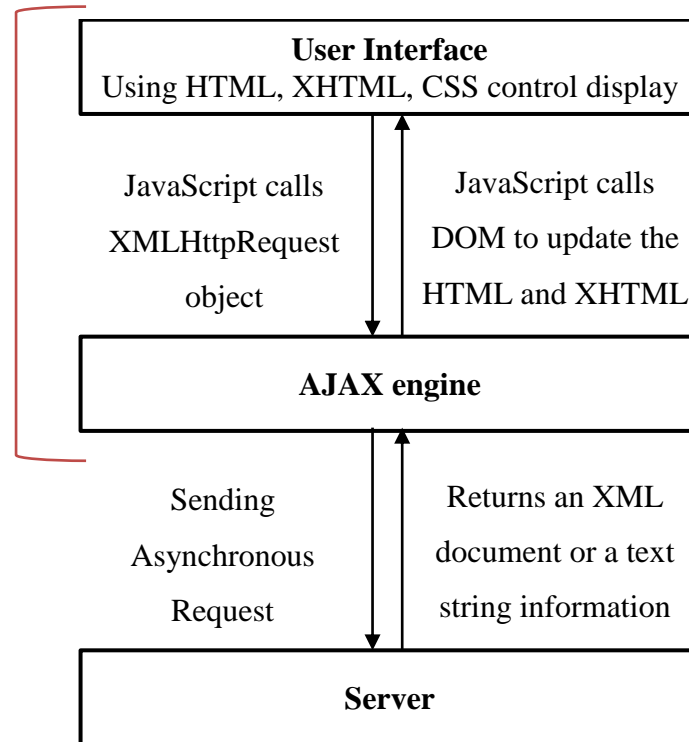 User Interface
Using HTML, XHTML, CSS control display
JavaScript calls
XMLHttpRequest
object
JavaScript calls
DOM to update the
HTML and XHTML
AJAX engine
Sending
Asynchronous
Request
Returns an XML
document or a text
string information
Server